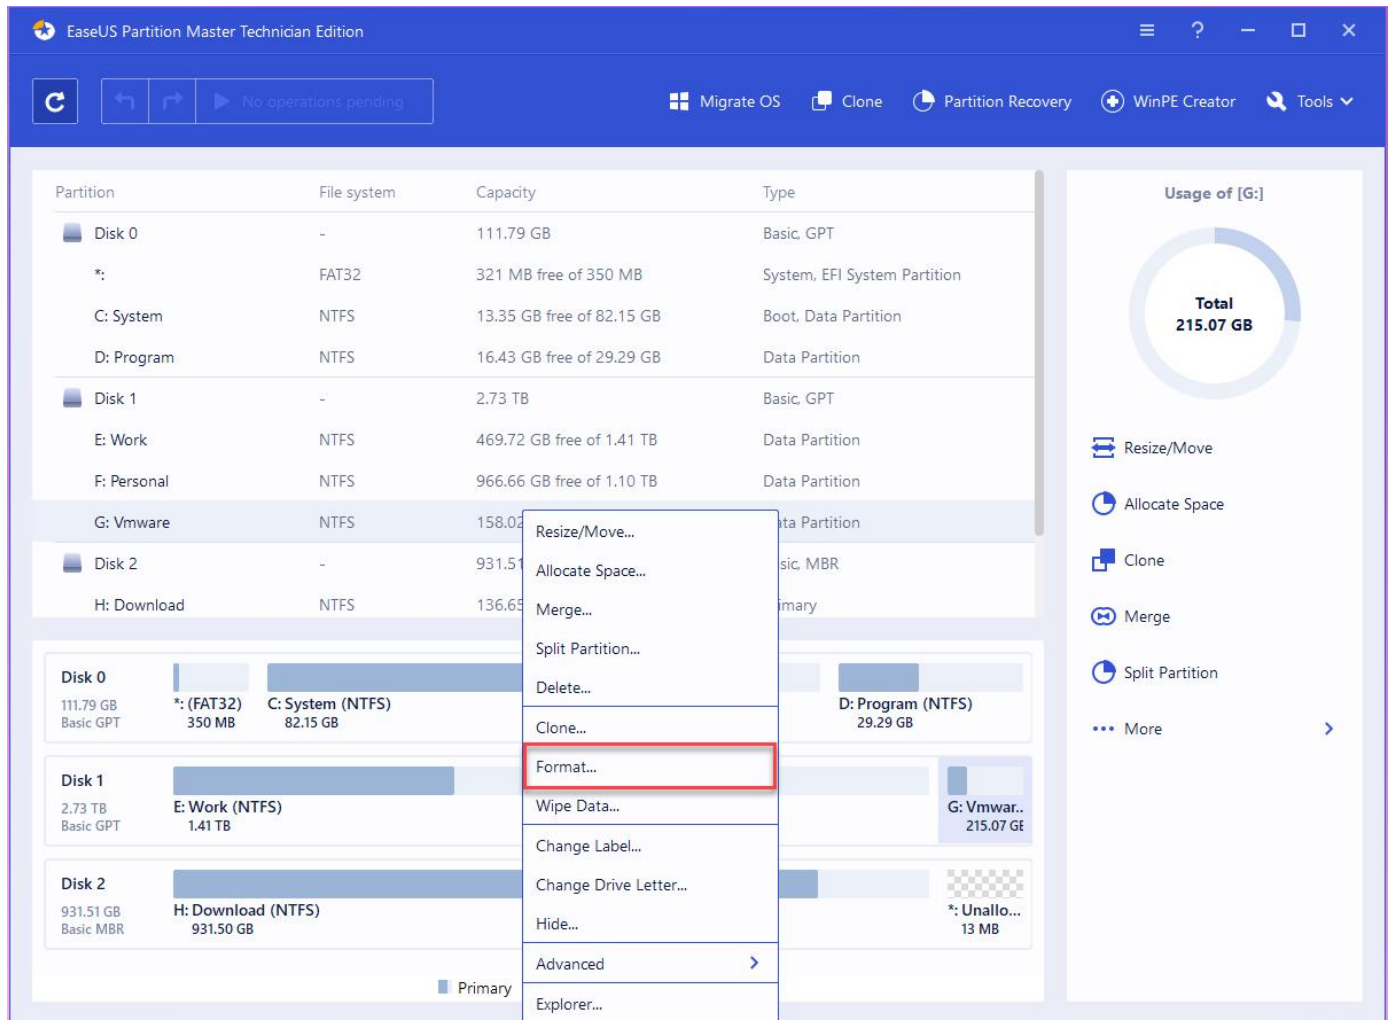 EaseUS Partition Master Technician Edition
No operations pending
Migrate OS Clone Partition Recovery WinPE Creator Tools
Partition File system Capacity Type
Disk 0 - 111.79 GB Basic, GPT
*: FAT32 321 MB free of 350 MB System, EFI System Partition
C: System NTFS 13.35 GB free of 82.15 GB Boot, Data Partition
D: Program NTFS 16.43 GB free of 29.29 GB Data Partition
Disk 1 - 2.73 TB Basic, GPT
E: Work NTFS 469.72 GB free of 1.41 TB Data Partition
F: Personal NTFS 966.66 GB free of 1.10 TB Data Partition
G: Vmware NTFS 158.02 Partition
Disk 2 - 931.51 MBR
H: Download NTFS 136.65
Usage of [G:]
Total
215.07 GB
Resize/Move
Allocate Space
Clone
Merge
Split Partition
More
Resize/Move...
Allocate Space...
Merge...
Split Partition...
Delete...
Clone...
Format...
Wipe Data...
Change Label...
Change Drive Letter...
Hide...
Advanced
Explorer...
Disk 0
111.79 GB
Basic GPT
*: (FAT32)
350 MB
C: System (NTFS)
82.15 GB
D: Program (NTFS)
29.29 GB
Disk 1
2.73 TB
Basic GPT
E: Work (NTFS)
1.41 TB
G: Vmwar..
215.07 GE
Disk 2
931.51 GB
Basic MBR
H: Download (NTFS)
931.50 GB
*: Unallo...
13 MB
Primary